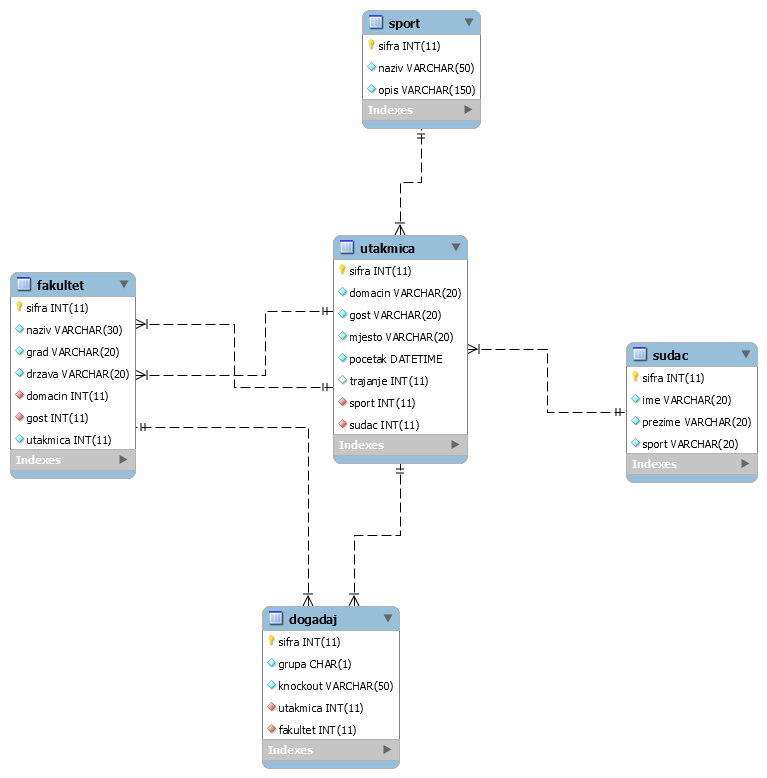 sport
sifra INT(11)
naziv VARCHAR(50)
opis VARCHAR(150)
Indexes
utakmica
sifra INT(11)
domacin VARCHAR(20)
gost VARCHAR(20)
mjesto VARCHAR(20)
pocetak DATETIME
trajanje INT(11)
sport INT(11)
sudac INT(11)
Indexes
fakultet
sifra INT(11)
naziv VARCHAR(30)
grad VARCHAR(20)
drzava VARCHAR(20)
domacin INT(11)
gost INT(11)
utakmica INT(11)
Indexes
sudac
sifra INT(11)
ime VARCHAR(20)
prezime VARCHAR(20)
sport VARCHAR(20)
Indexes
dogadaj
sifra INT(11)
grupa CHAR(1)
knockout VARCHAR(50)
utakmica INT(11)
fakultet INT(11)
Indexes